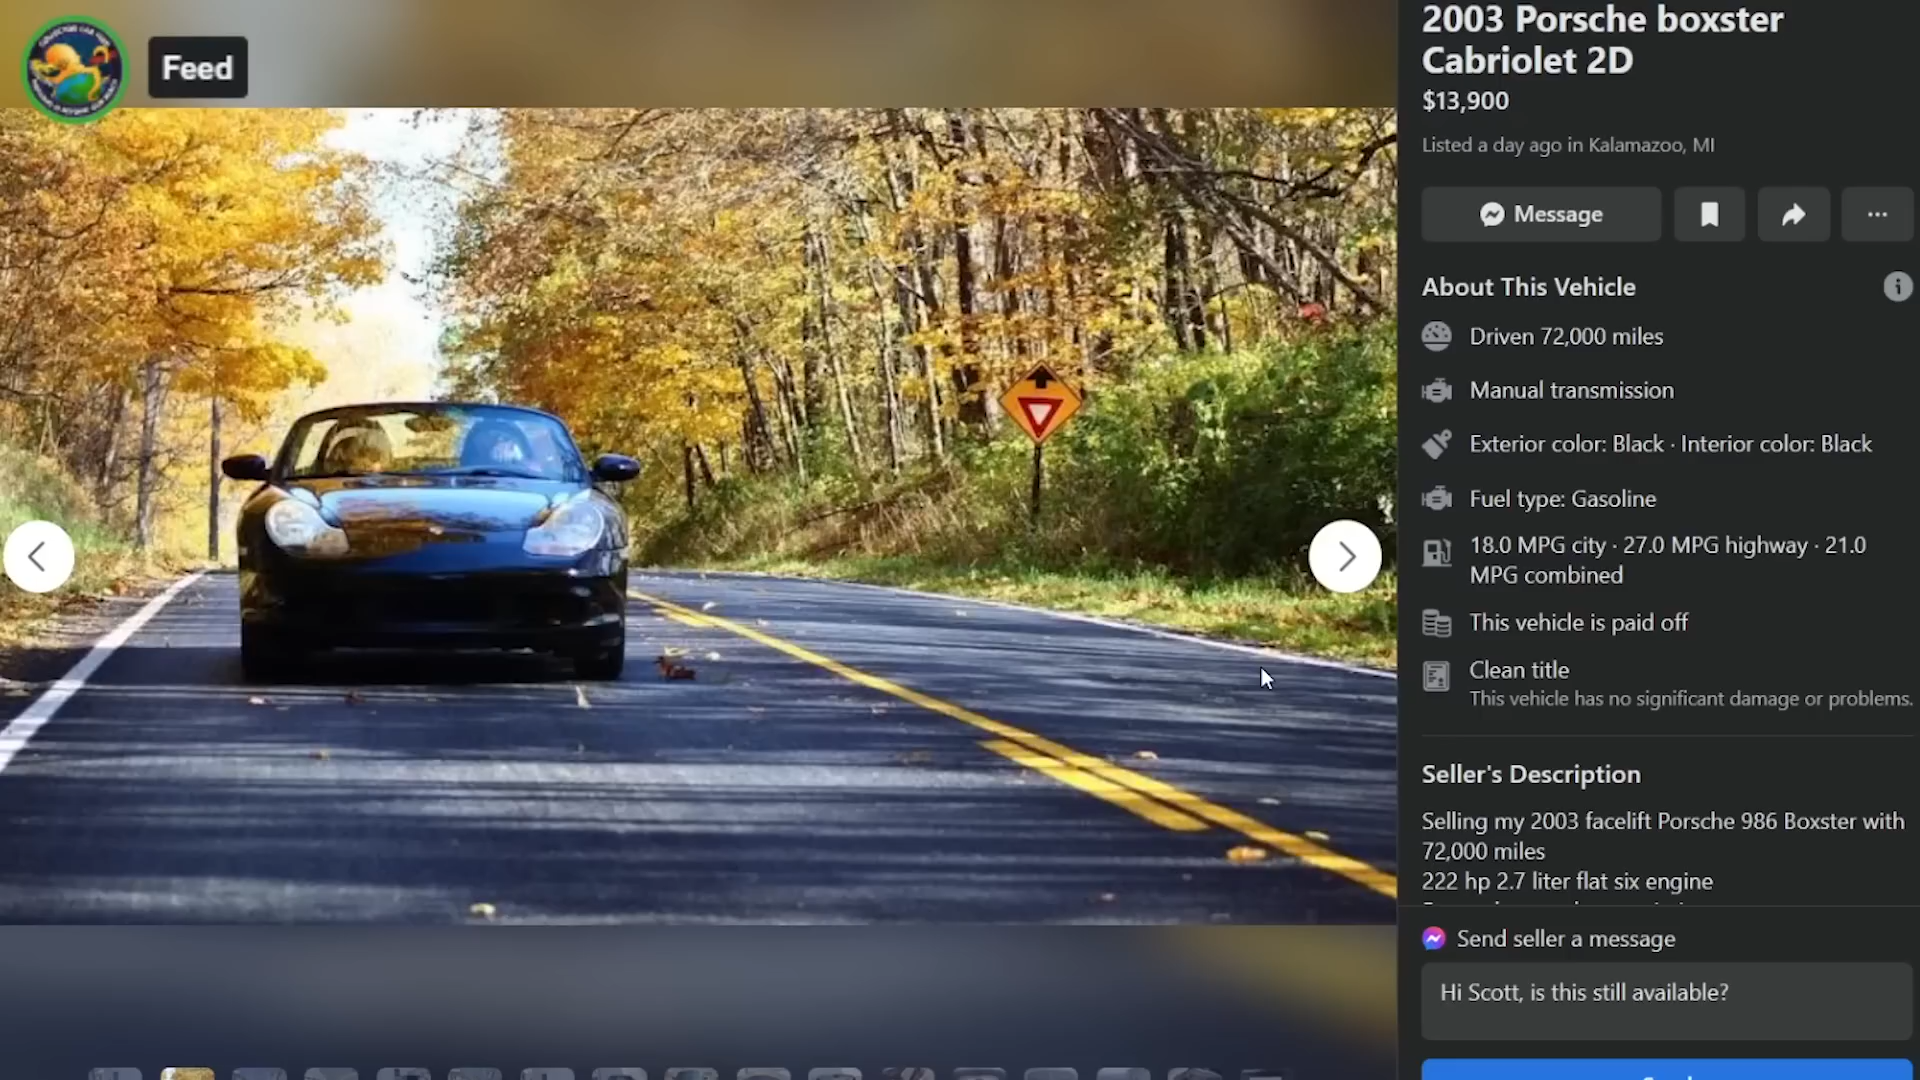 Feed
2003 Porsche boxster
Cabriolet 2D
$13,900
Listed a day ago in Kalamazoo, MI
Message
About This Vehicle
Driven 72,000 miles
Manual transmission
Exterior color: Black · Interior color: Black
Fuel type: Gasoline
18.0 MPG city · 27.0 MPG highway · 21.0
MPG combined
This vehicle is paid off
Clean title
This vehicle has no significant damage or problems.
Seller's Description
Selling my 2003 facelift Porsche 986 Boxster with
72,000 miles
222 hp 2.7 liter flat six engine
Send seller a message
Hi Scott, is this still available?